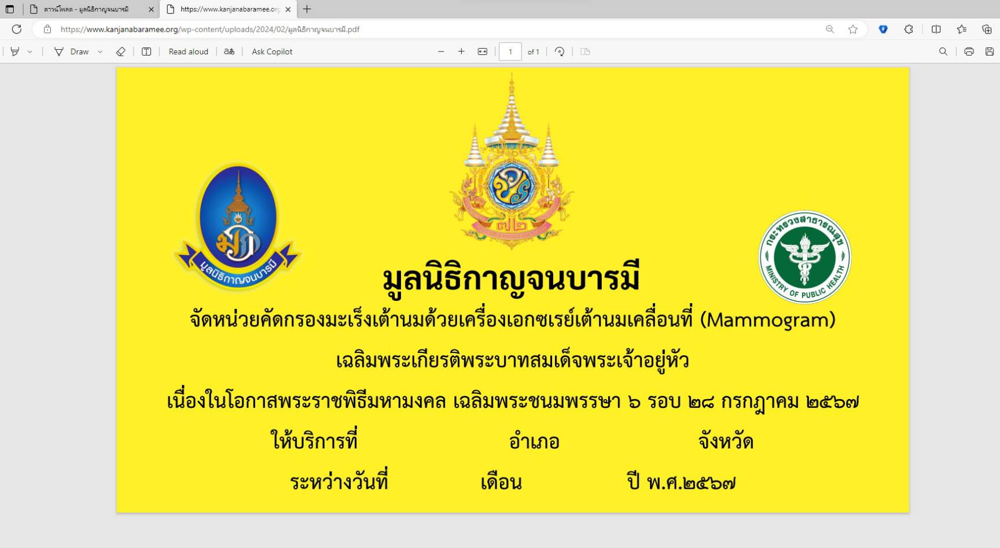 ดาวน์โหลด - มูลนิธิกาญจนบารมี
https://www.kanjanabaramee.org
https://www.kanjanabaramee.org/wp-content/uploads/2024/02/มูลนิธิกาญจนบารมี.pdf
Draw Read aloud aあ Ask Copilot 1 of 1
๗๒
มก
มูลนิธิกาญจนบารมี
กระทรวงสาธารณสุข
MINISTRY OF PUBLIC HEALTH
มูลนิธิกาญจนบารมี
จัดหน่วยคัดกรองมะเร็งเต้านมด้วยเครื่องเอกซเรย์เต้านมเคลื่อนที่ (Mammogram)
เฉลิมพระเกียรติพระบาทสมเด็จพระเจ้าอยู่หัว
เนื่องในโอกาสพระราชพิธีมหามงคล เฉลิมพระชนมพรรษา ๖ รอบ ๒๘ กรกฎาคม ๒๕๖๗
ให้บริการที่ อำเภอ จังหวัด
ระหว่างวันที่ เดือน ปี พ.ศ.๒๕๖๗